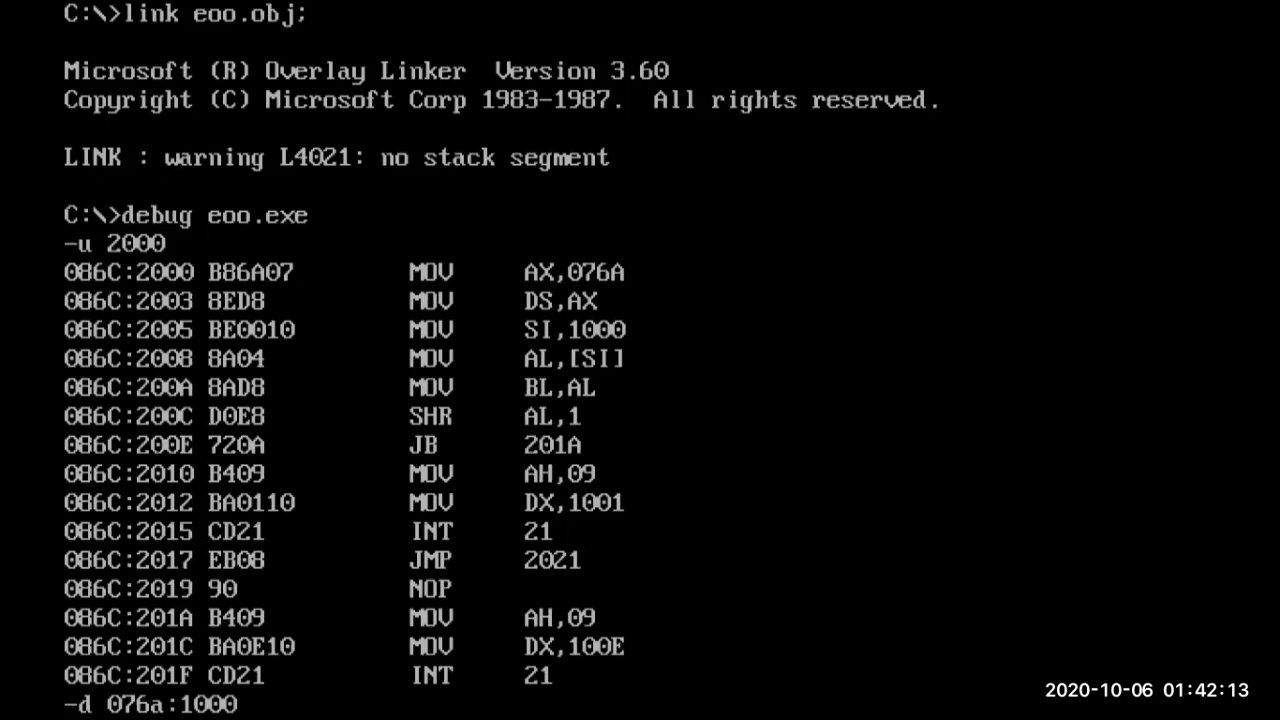 C:\>link eoo.obj;
Microsoft (R) Overlay Linker  Version 3.60
Copyright (C) Microsoft Corp 1983-1987.  All rights reserved.
LINK : warning L4021: no stack segment
C:\>debug eoo.exe
-u 2000
086C:2000 B86A07        MOV     AX,076A
086C:2003 8ED8          MOV     DS,AX
086C:2005 BE0010        MOV     SI,1000
086C:2008 8A04          MOV     AL,[SI]
086C:200A 8AD8          MOV     BL,AL
086C:200C D0E8          SHR     AL,1
086C:200E 720A          JB      201A
086C:2010 B409          MOV     AH,09
086C:2012 BA0110        MOV     DX,1001
086C:2015 CD21          INT     21
086C:2017 EB08          JMP     2021
086C:2019 90            NOP
086C:201A B409          MOV     AH,09
086C:201C BA0E10        MOV     DX,100E
086C:201F CD21          INT     21
-d 076a:1000
2020-10-06 01:42:13